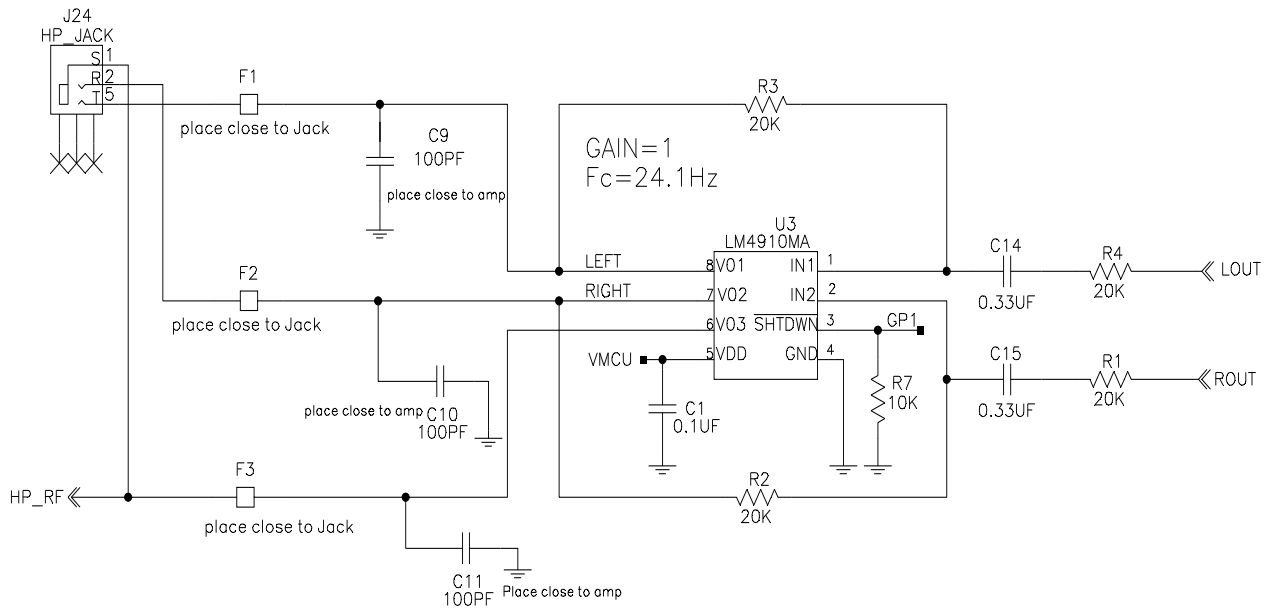 J24
HP_JACK
S 1
R 2
T 5
F1
place close to Jack
C9
100PF
place close to amp
R3
20K
GAIN=1
Fc=24.1Hz
U3
LM4910MA
LEFT
8 VO1
IN1 1
C14
0.33UF
R4
20K
LOUT
F2
place close to Jack
RIGHT
7 VO2
IN2 2
6 VO3
SHTDWN 3
GP1
VMCU
5 VDD
GND 4
C15
0.33UF
R1
20K
ROUT
R7
10K
place close to amp
C10
100PF
C1
0.1UF
F3
HP_RF
place close to Jack
R2
20K
C11
100PF
Place close to amp